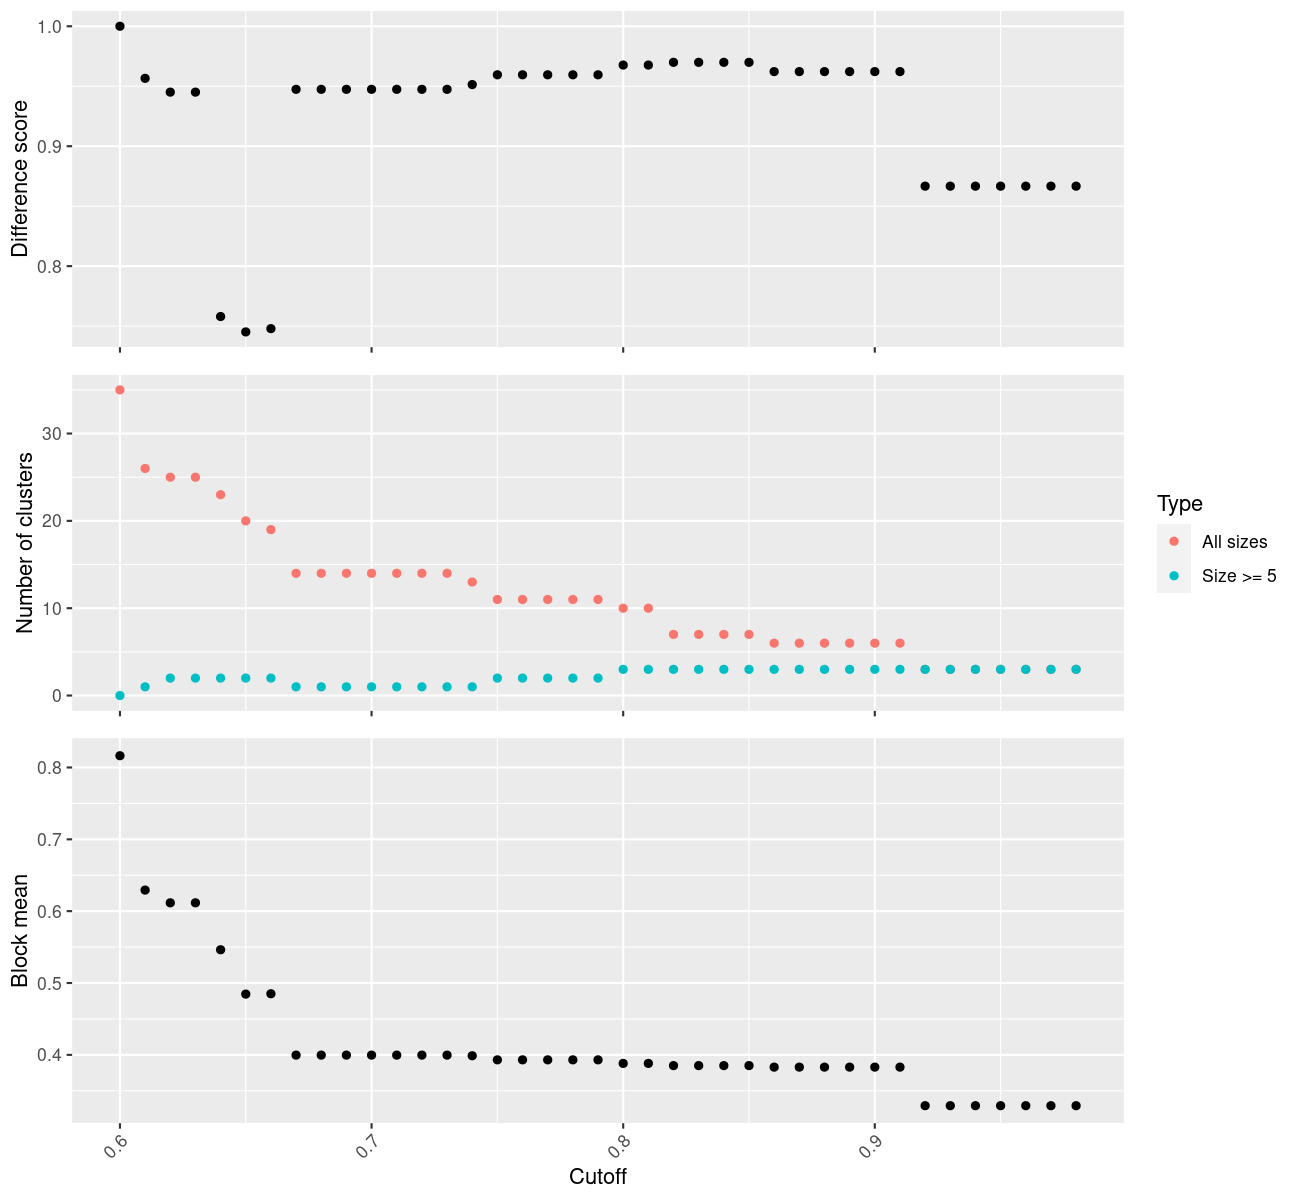 Difference score
1.0
0.9
0.8
Number of clusters
30
20
10
0
Type
All sizes
Size >= 5
Block mean
0.8
0.7
0.6
0.5
0.4
0.6
0.7
0.8
0.9
Cutoff